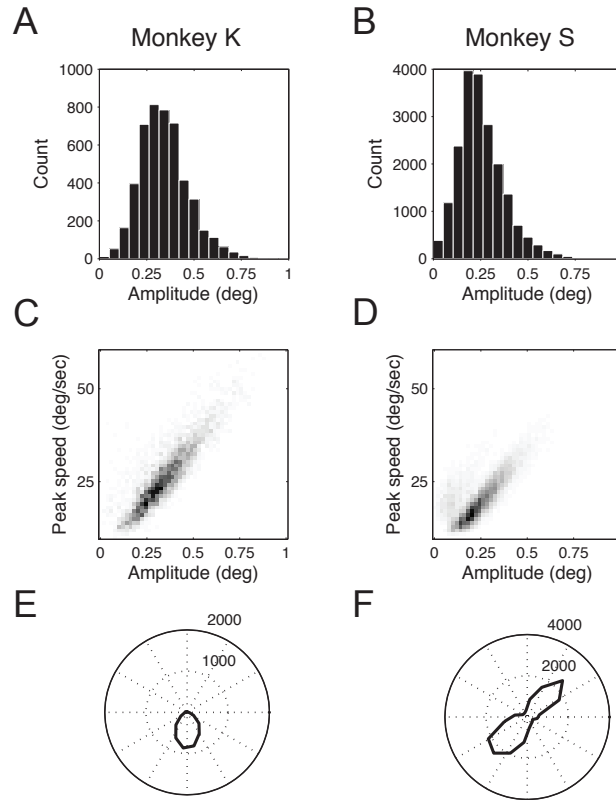 A
Monkey K
B
Monkey S
1000
800
600
400
200
0
Count
0
0.25
0.5
0.75
1
Amplitude (deg)
4000
3000
2000
1000
0
Count
0
0.25
0.5
0.75
Amplitude (deg)
C
50
25
Peak speed (deg/sec)
0
0.25
0.5
0.75
1
Amplitude (deg)
D
50
25
Peak speed (deg/sec)
0
0.25
0.5
0.75
Amplitude (deg)
E
2000
1000
F
4000
2000